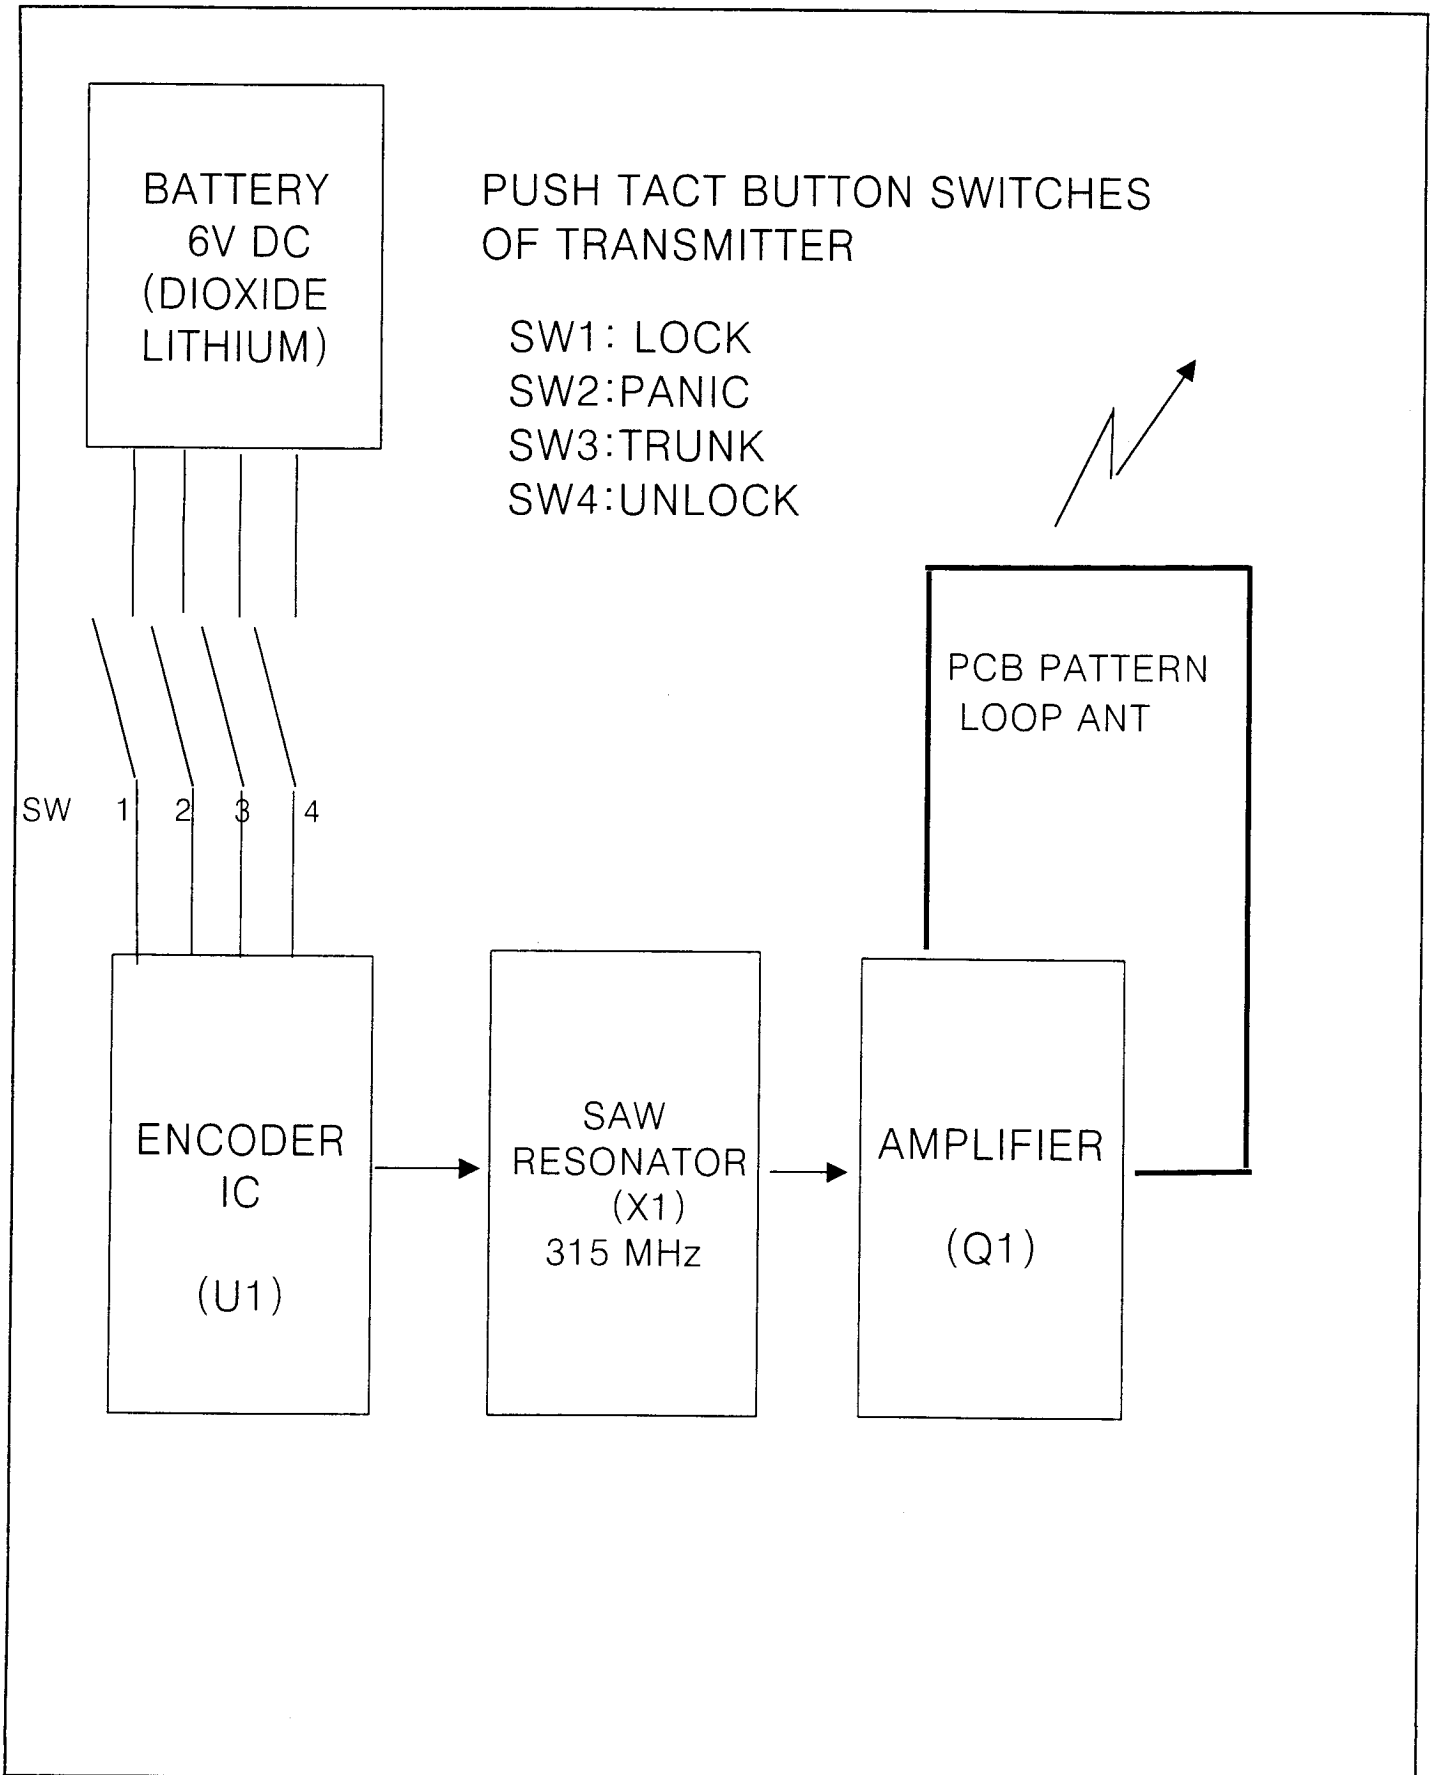 BATTERY
6V DC
(DIOXIDE
LITHIUM)
PUSH TACT BUTTON SWITCHES
OF TRANSMITTER
SW1: LOCK
SW2:PANIC
SW3:TRUNK
SW4:UNLOCK
PCB PATTERN
LOOP ANT
SW 1 2 3 4
ENCODER
IC
(U1)
SAW
RESONATOR
(X1)
315 MHz
AMPLIFIER
(Q1)